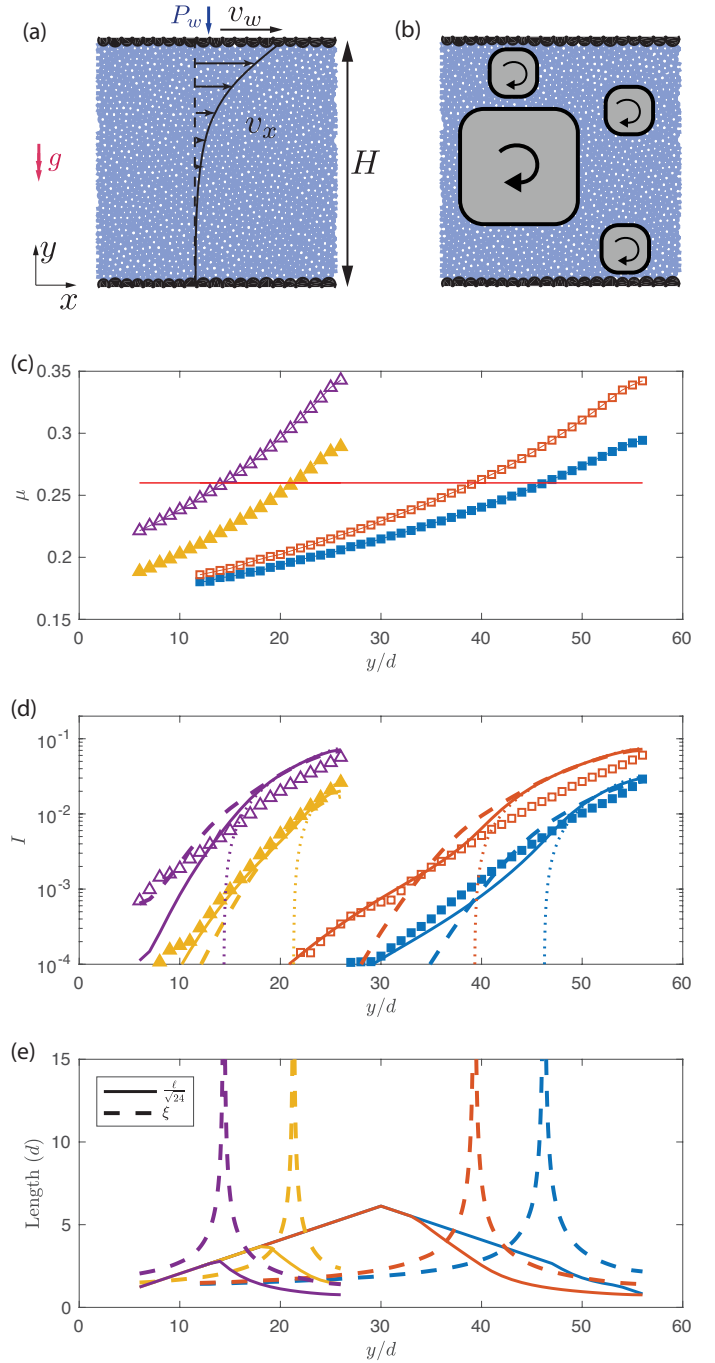 (a)
P_w
v_w
v_x
g
H
y
x
(b)
(c)
0.35
0.3
0.25
0.2
0.15
μ
0 10 20 30 40 50 60
y/d
(d)
10^{-1}
10^{-2}
10^{-3}
10^{-4}
I
0 10 20 30 40 50 60
y/d
(e)
15
10
5
0
Length (d)
ℓ/√24
ξ
0 10 20 30 40 50 60
y/d